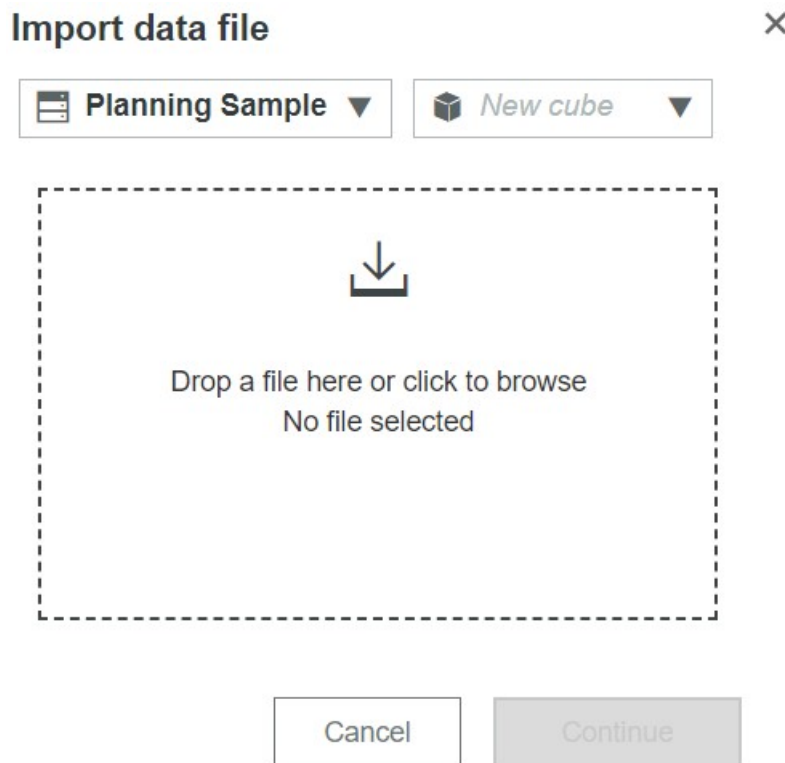 Import data file
Planning Sample New cube
Drop a file here or click to browse
No file selected
Cancel Continue